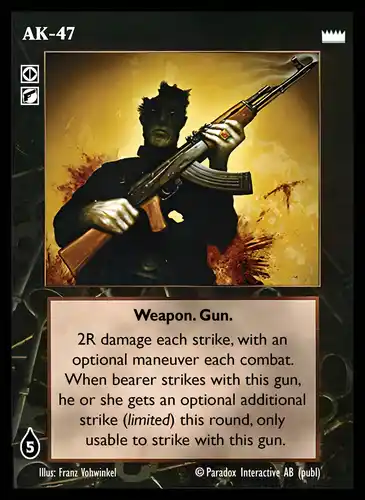 AK-47
Weapon. Gun.
2R damage each strike, with an
optional maneuver each combat.
When bearer strikes with this gun,
he or she gets an optional additional
strike (limited) this round, only
usable to strike with this gun.
5
Illus: Franz Vohwinkel
© Paradox Interactive AB (publ)